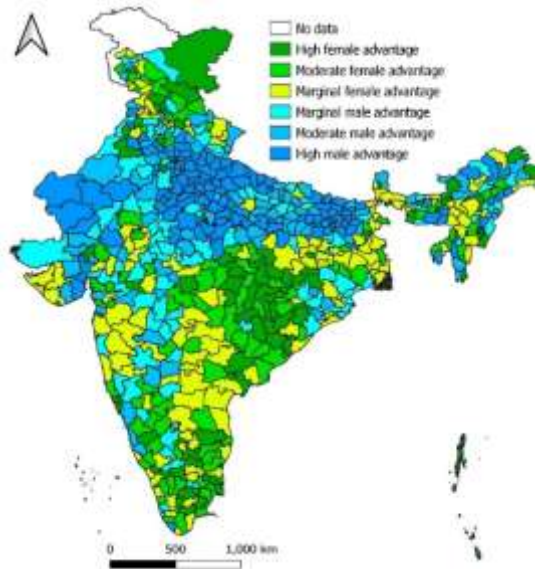 No data
High female advantage
Moderate female advantage
Marginal female advantage
Marginal male advantage
Moderate male advantage
High male advantage
0 500 1,000 km